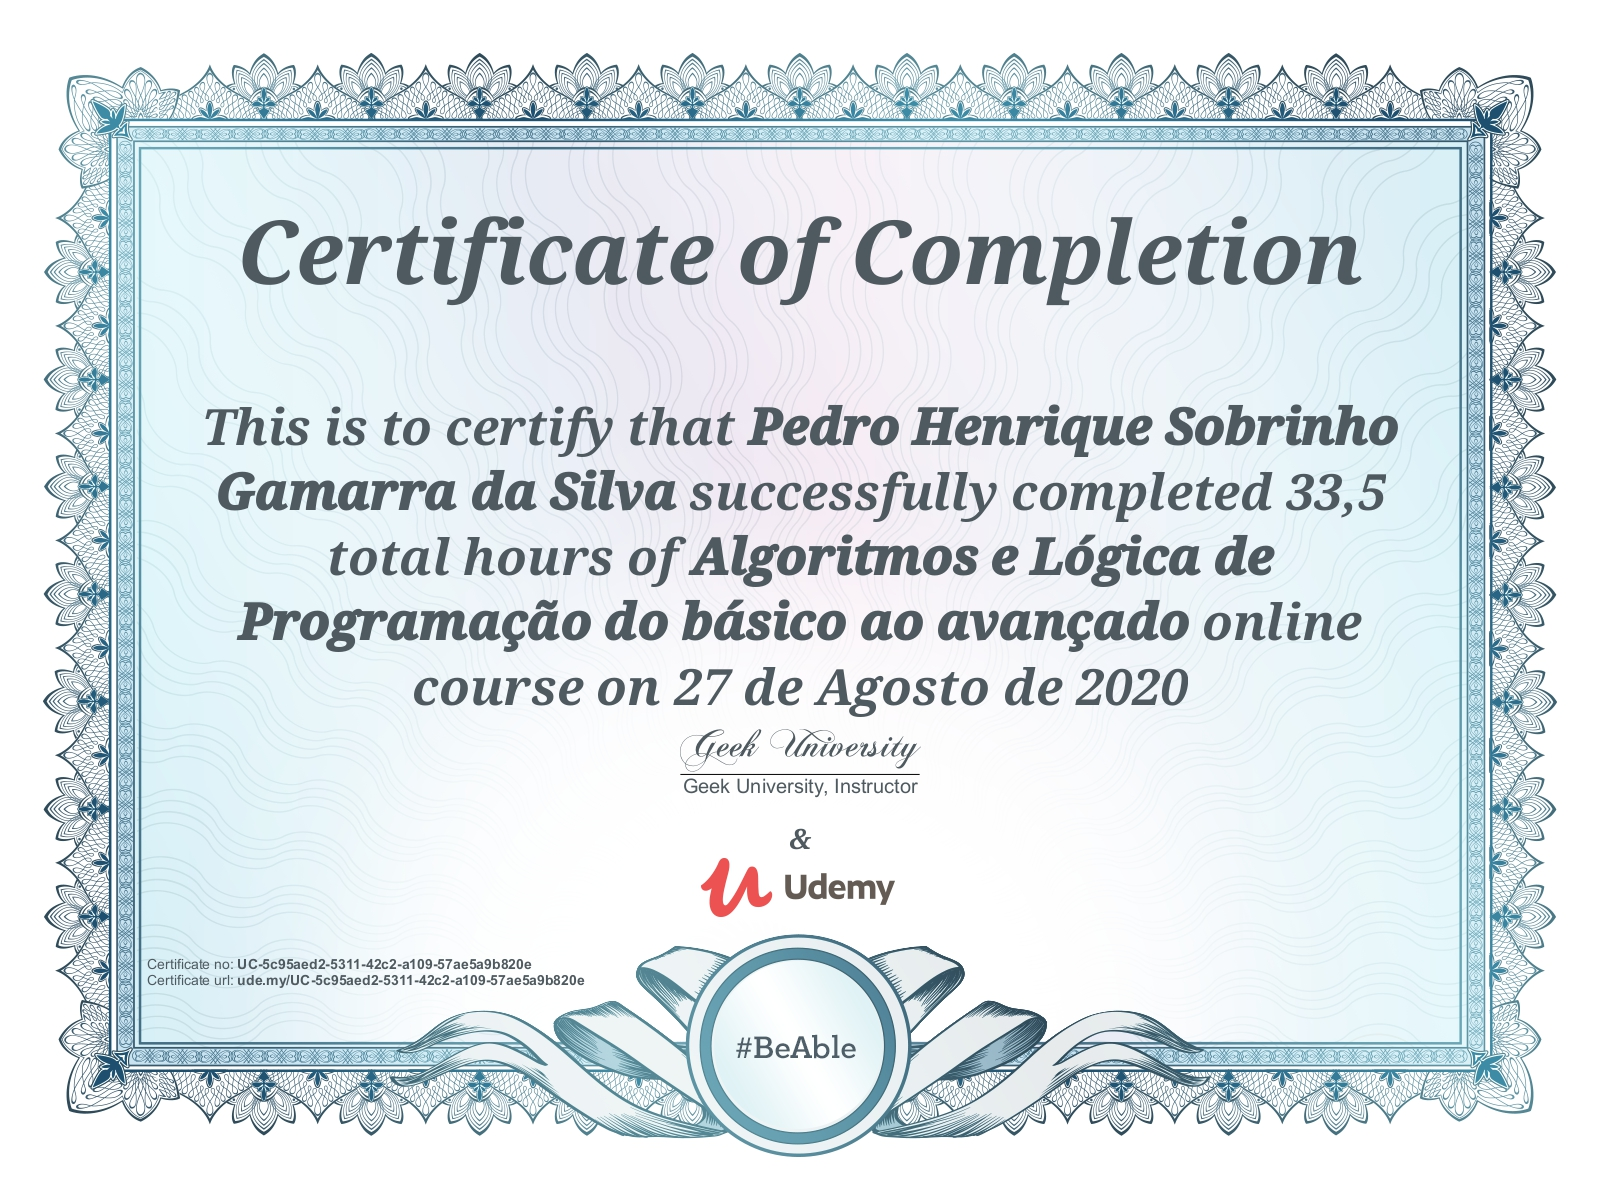 Certificate of Completion
This is to certify that Pedro Henrique Sobrinho
Gamarra da Silva successfully completed 33,5
total hours of Algoritmos e Lógica de
Programação do básico ao avançado online
course on 27 de Agosto de 2020
Geek University
Geek University, Instructor
&
Udemy
Certificate no: UC-5c95aed2-5311-42c2-a109-57ae5a9b820e
Certificate url: ude.my/UC-5c95aed2-5311-42c2-a109-57ae5a9b820e
#BeAble